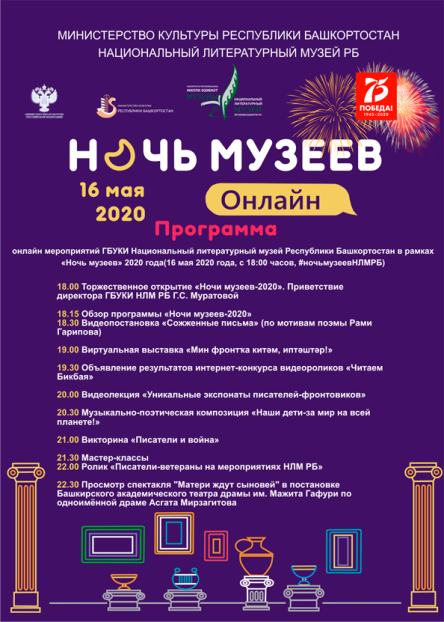 МИНИСТЕРСТВО КУЛЬТУРЫ РЕСПУБЛИКИ БАШКОРТОСТАН
НАЦИОНАЛЬНЫЙ ЛИТЕРАТУРНЫЙ МУЗЕЙ РБ
РЕСПУБЛИКИ БАШКОРТОСТАН
НАЦИОНАЛЬНЫЙ
ЛИТЕРАТУРНЫЙ
75
ПОБЕДА!
1945-2020
НОЧЬ МУЗЕЕВ
16 мая
2020
Онлайн
Программа
онлайн мероприятий ГБУКИ Национальный литературный музей Республики Башкортостан в рамках
«Ночь музеев» 2020 года(16 мая 2020 года, с 18:00 часов, #ночьмузеевНЛМРБ)
18.00 Торжественное открытие «Ночи музеев-2020». Приветствие
директора ГБУКИ НЛМ РБ Г.С. Муратовой
18.15 Обзор программы «Ночи музеев-2020»
18.30 Видеопостановка «Сожженные письма» (по мотивам поэмы Рами
Гарипова)
19.00 Виртуальная выставка «Мин фронтҡа китәм, иптәштәр!»
19.30 Объявление результатов интернет-конкурса видеороликов «Читаем
Бикбая»
20.00 Видеолекция «Уникальные экспонаты писателей-фронтовиков»
20.30 Музыкально-поэтическая композиция «Наши дети-за мир на всей
планете!»
21.00 Викторина «Писатели и война»
21.30 Мастер-классы
22.00 Ролик «Писатели-ветераны на мероприятиях НЛМ РБ»
22.30 Просмотр спектакля "Матери ждут сыновей" в постановке
Башкирского академического театра драмы им. Мажита Гафури по
одноимённой драме Асгата Мирзагитова